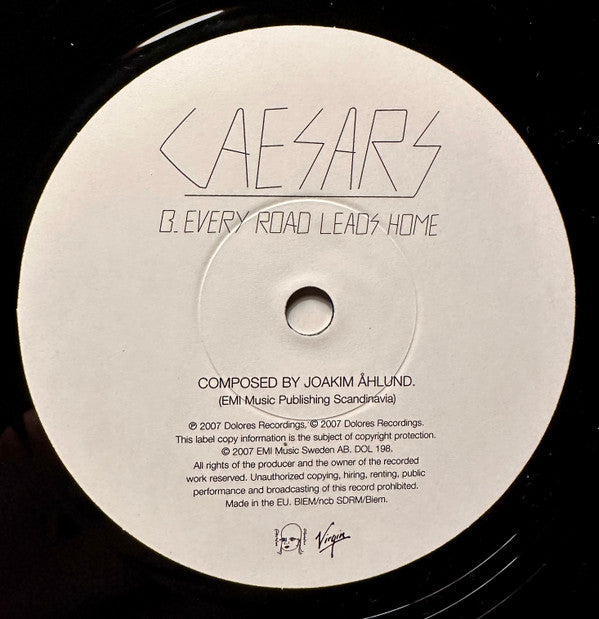 CAESARS
B. EVERY ROAD LEADS HOME
COMPOSED BY JOAKIM ÅHLUND.
(EMI Music Publishing Scandinavia)
℗ 2007 Dolores Recordings, © 2007 Dolores Recordings.
This label copy information is the subject of copyright protection.
© 2007 EMI Music Sweden AB. DOL 198.
All rights of the producer and the owner of the recorded
work reserved. Unauthorized copying, hiring, renting, public
performance and broadcasting of this record prohibited.
Made in the EU. BIEM/ncb SDRM/Biem.
Virgin